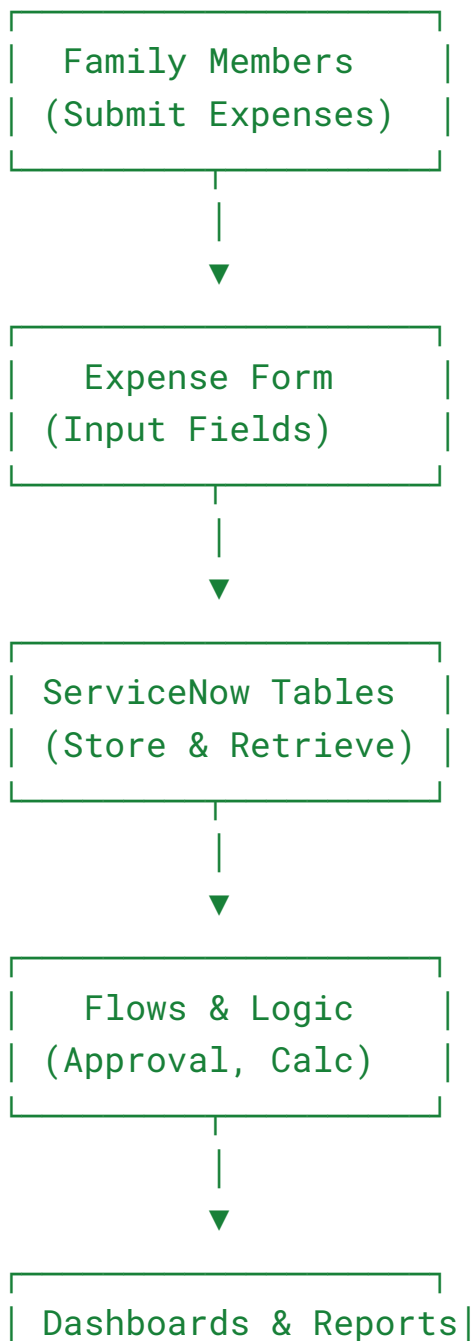 Family Members
(Submit Expenses)
Expense Form
(Input Fields)
ServiceNow Tables
(Store & Retrieve)
Flows & Logic
(Approval, Calc)
Dashboards & Reports